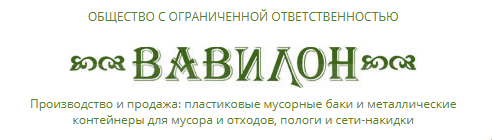 ОБЩЕСТВО С ОГРАНИЧЕННОЙ ОТВЕТСТВЕННОСТЬЮ
ВАВИЛОН
Производство и продажа: пластиковые мусорные баки и металлические
контейнеры для мусора и отходов, пологи и сети-накидки